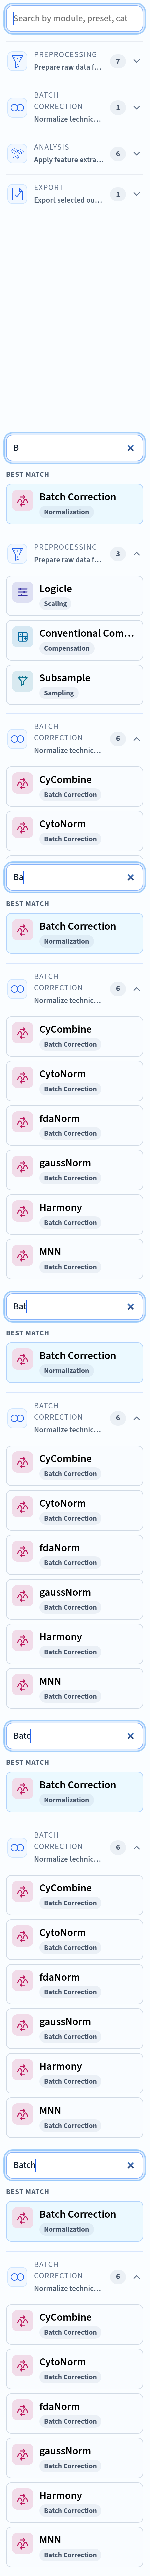 Search by module, preset, cat
PREPROCESSING
Prepare raw data f...
7
BATCH
CORRECTION
Normalize technic...
1
ANALYSIS
Apply feature extra...
6
EXPORT
Export selected ou...
1
B
BEST MATCH
Batch Correction
Normalization
PREPROCESSING
Prepare raw data f...
3
Logicle
Scaling
Conventional Com...
Compensation
Subsample
Sampling
BATCH
CORRECTION
Normalize technic...
6
CyCombine
Batch Correction
CytoNorm
Batch Correction
Ba
BEST MATCH
Batch Correction
Normalization
BATCH
CORRECTION
Normalize technic...
6
CyCombine
Batch Correction
CytoNorm
Batch Correction
fdaNorm
Batch Correction
gaussNorm
Batch Correction
Harmony
Batch Correction
MNN
Batch Correction
Bat
BEST MATCH
Batch Correction
Normalization
BATCH
CORRECTION
Normalize technic...
6
CyCombine
Batch Correction
CytoNorm
Batch Correction
fdaNorm
Batch Correction
gaussNorm
Batch Correction
Harmony
Batch Correction
MNN
Batch Correction
Batc
BEST MATCH
Batch Correction
Normalization
BATCH
CORRECTION
Normalize technic...
6
CyCombine
Batch Correction
CytoNorm
Batch Correction
fdaNorm
Batch Correction
gaussNorm
Batch Correction
Harmony
Batch Correction
MNN
Batch Correction
Batch
BEST MATCH
Batch Correction
Normalization
BATCH
CORRECTION
Normalize technic...
6
CyCombine
Batch Correction
CytoNorm
Batch Correction
fdaNorm
Batch Correction
gaussNorm
Batch Correction
Harmony
Batch Correction
MNN
Batch Correction